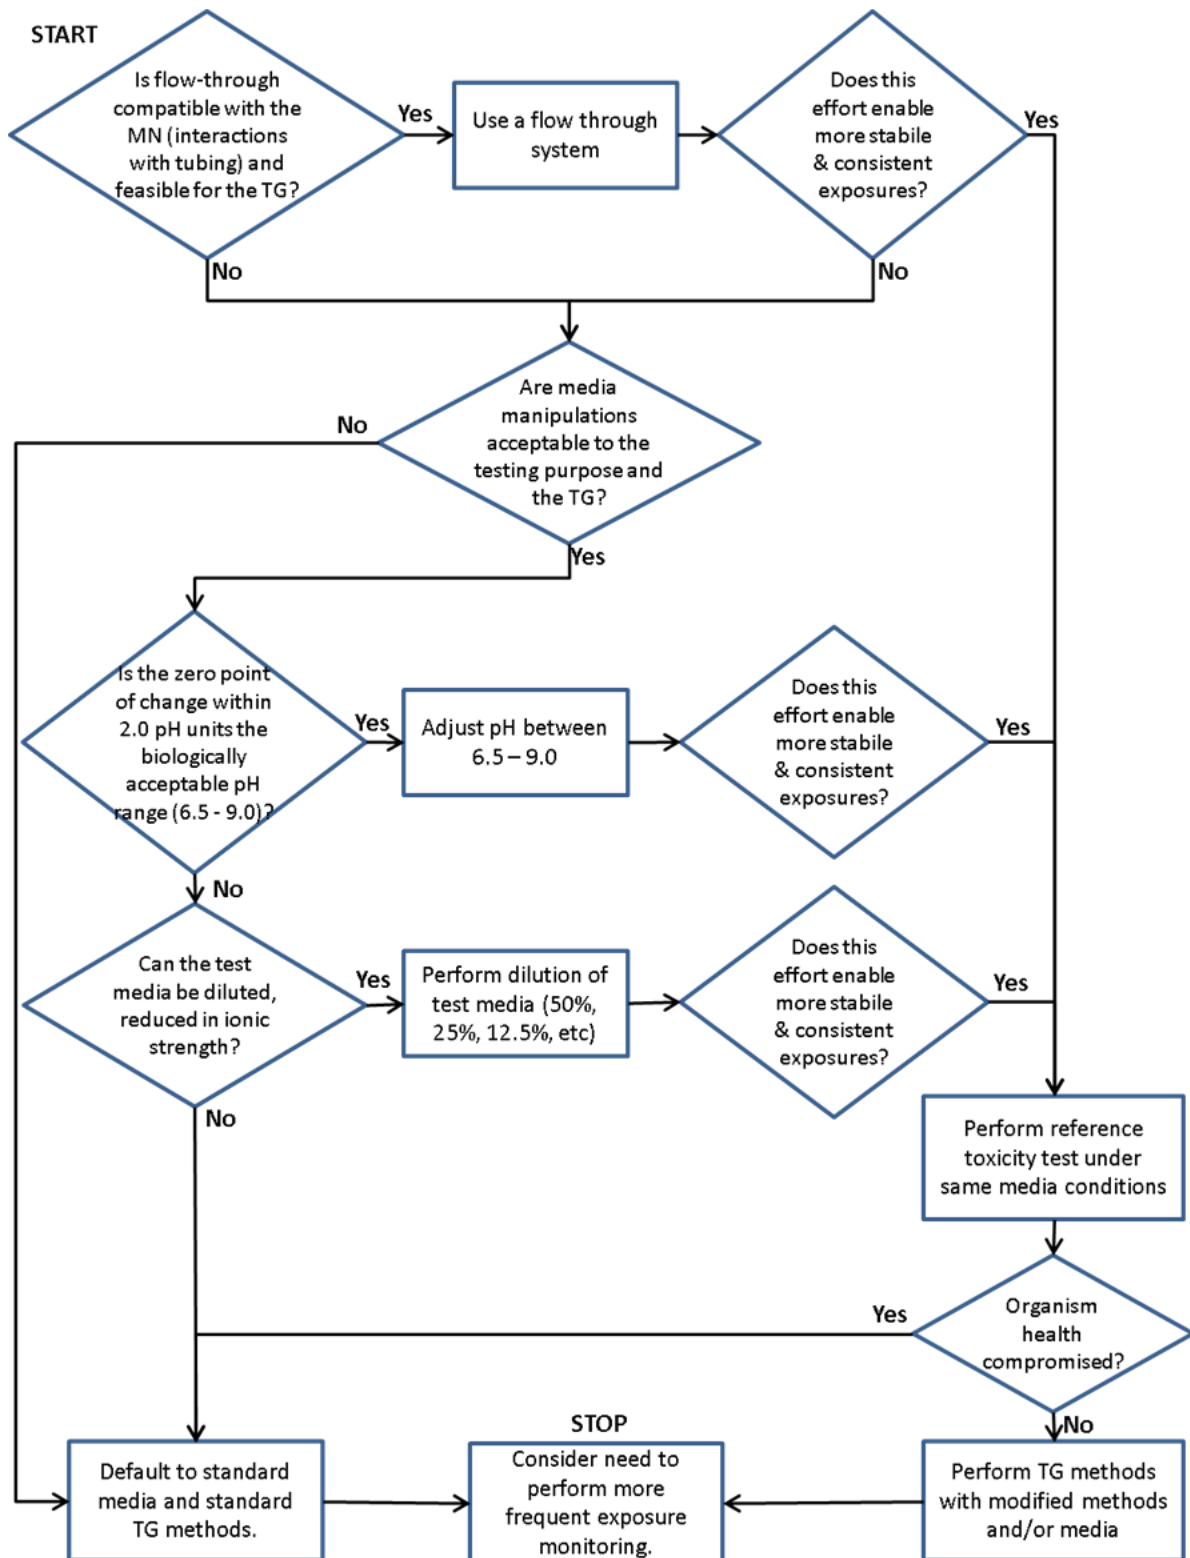 START
Is flow-through
compatible with the
MN (interactions
with tubing) and
feasible for the TG?
Yes
Use a flow through
system
Does this
effort enable
more stabile
& consistent
exposures?
Yes
No
No
Are media
manipulations
acceptable to the
testing purpose and
the TG?
No
Yes
Is the zero point
of change within
2.0 pH units the
biologically
acceptable pH
range (6.5 - 9.0)?
Yes
Adjust pH between
6.5 – 9.0
Does this
effort enable
more stabile
& consistent
exposures?
Yes
No
Can the test
media be diluted,
reduced in ionic
strength?
Yes
Perform dilution of
test media (50%,
25%, 12.5%, etc)
Does this
effort enable
more stabile
& consistent
exposures?
Yes
No
Perform reference
toxicity test under
same media conditions
Organism
health
compromised?
Yes
No
Default to standard
media and standard
TG methods.
STOP
Consider need to
perform more
frequent exposure
monitoring.
Perform TG methods
with modified methods
and/or media